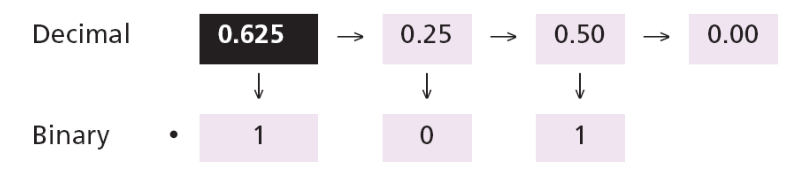 Decimal 0.625 → 0.25 → 0.50 → 0.00
↓ ↓ ↓
Binary • 1 0 1